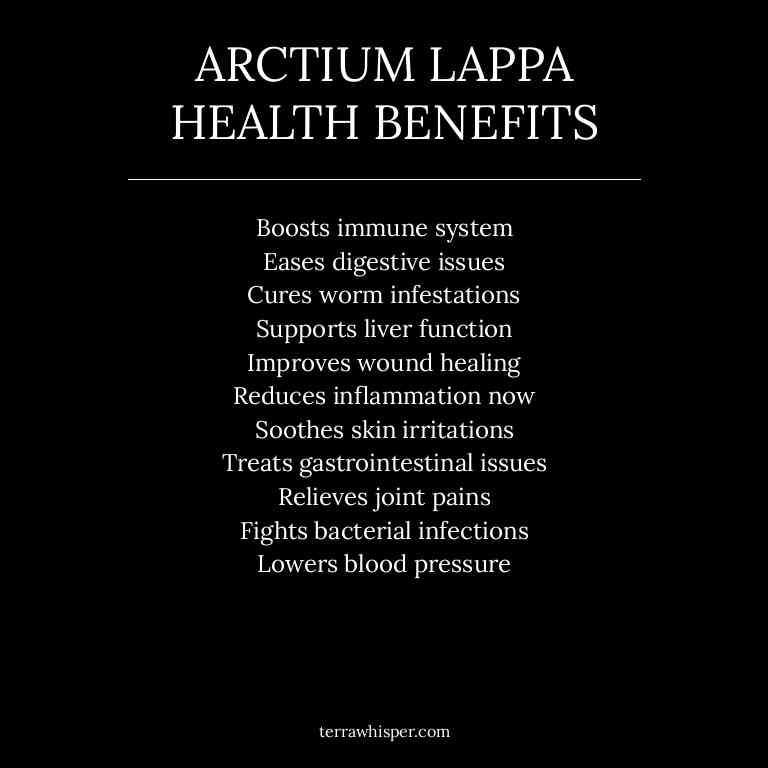 ARCTIUM LAPPA
HEALTH BENEFITS
Boosts immune system
Eases digestive issues
Cures worm infestations
Supports liver function
Improves wound healing
Reduces inflammation now
Soothes skin irritations
Treats gastrointestinal issues
Relieves joint pains
Fights bacterial infections
Lowers blood pressure
terrawhisper.com